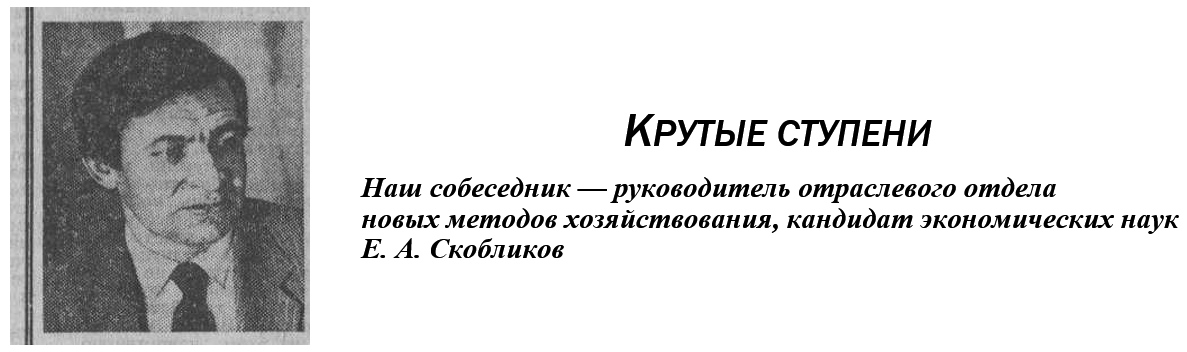 КРУТЫЕ СТУПЕНИ
Наш собеседник — руководитель отраслевого отдела
новых методов хозяйствования, кандидат экономических наук
Е. А. Скобликов